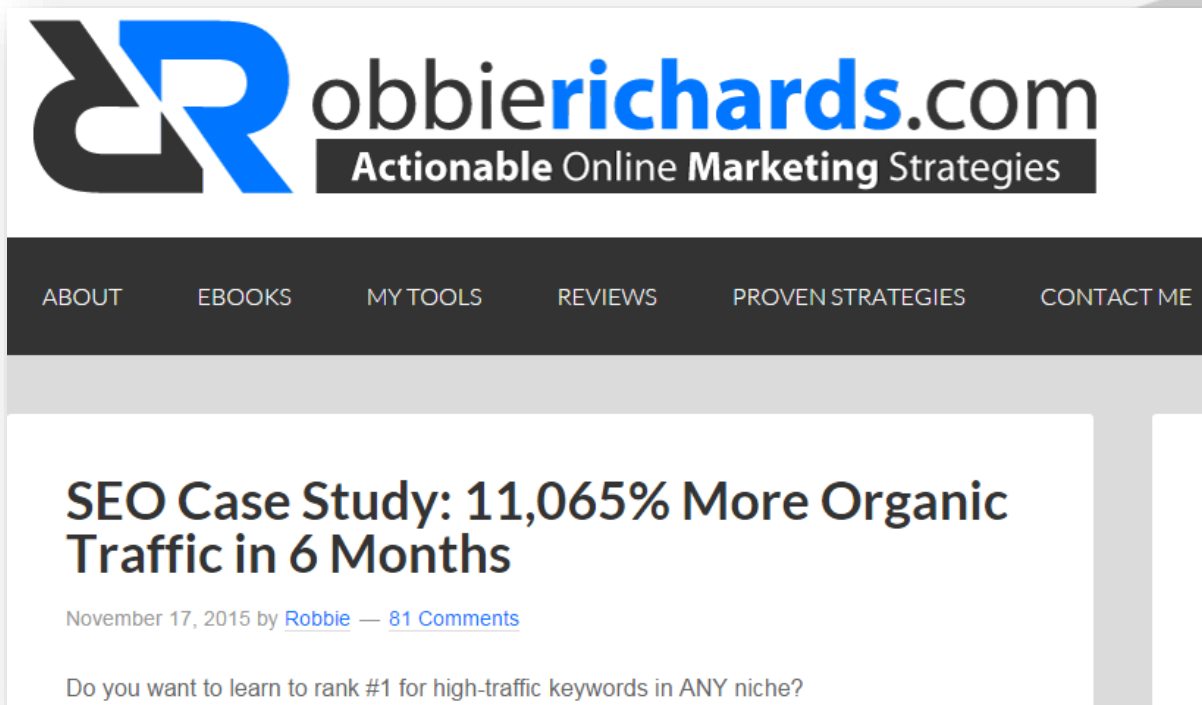 Robbierichards.com
Actionable Online Marketing Strategies
ABOUT EBOOKS MY TOOLS REVIEWS PROVEN STRATEGIES CONTACT ME
SEO Case Study: 11,065% More Organic
Traffic in 6 Months
November 17, 2015 by Robbie — 81 Comments
Do you want to learn to rank #1 for high-traffic keywords in ANY niche?